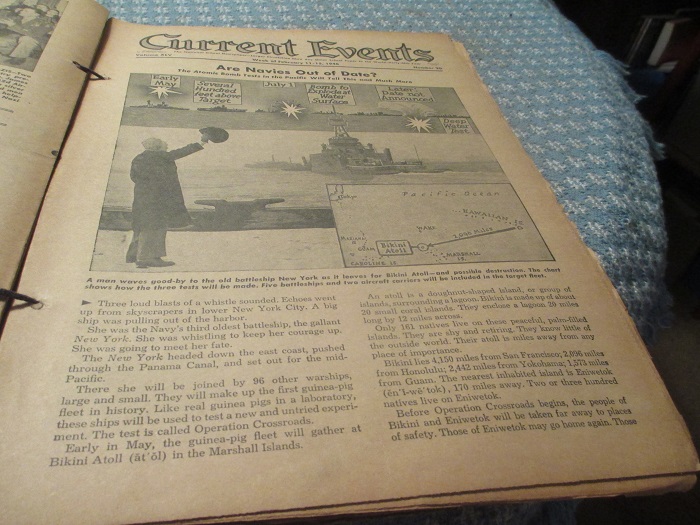 Current Events
Week of February 11-15, 1946
Are Navies Out of Date?
The Atomic Bomb Tests in the Pacific Will Tell This and Much More
Early May
Several Hundred feet above Target
July 1
Bomb to Explode at Water Surface
Later Date not Announced
Deep Water Test
Pacific Ocean
HAWAIIAN IS
WAKE
2,096 Miles
Bikini Atoll
MARSHALL IS
CAROLINE IS
A man waves good-by to the old battleship New York as it leaves for Bikini Atoll—and possible destruction. The chart
shows how the three tests will be made. Five battleships and two aircraft carriers will be included in the target fleet.
► Three loud blasts of a whistle sounded. Echoes went
up from skyscrapers in lower New York City. A big
ship was pulling out of the harbor.
She was the Navy's third oldest battleship, the gallant
New York. She was whistling to keep her courage up.
She was going to meet her fate.
The New York headed down the east coast, pushed
through the Panama Canal, and set out for the mid-
Pacific.
There she will be joined by 96 other warships,
large and small. They will make up the first guinea-pig
fleet in history. Like real guinea pigs in a laboratory,
these ships will be used to test a new and untried experi-
ment. The test is called Operation Crossroads.
Early in May, the guinea-pig fleet will gather at
Bikini Atoll (ăt'ŏl) in the Marshall Islands.
An atoll is a doughnut-shaped island, or group of
islands, surrounding a lagoon. Bikini is made up of about
20 small coral islands. They enclose a lagoon 19 miles
long by 12 miles across.
Only 161 natives live on these peaceful, palm-filled
islands. They are shy and retiring. They know little of
the outside world. Their atoll is miles away from any
place of importance.
Bikini lies 4,150 miles from San Francisco; 2,096 miles
from Honolulu; 2,442 miles from Yokohama; 1,573 miles
from Guam. The nearest inhabited island is Eniwetok
(ĕn'ĭ-wē'tŏk), 170 miles away. Two or three hundred
natives live on Eniwetok.
Before Operation Crossroads begins, the people of
Bikini and Eniwetok will be taken far away to places
of safety. Those of Eniwetok may go home again. Those